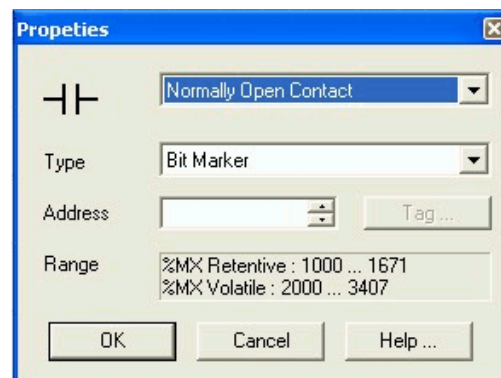 Propeties
Normally Open Contact
Type
Bit Marker
Address
Tag ...
Range
%MX Retentive : 1000 ... 1671
%MX Volatile : 2000 ... 3407
OK
Cancel
Help ...